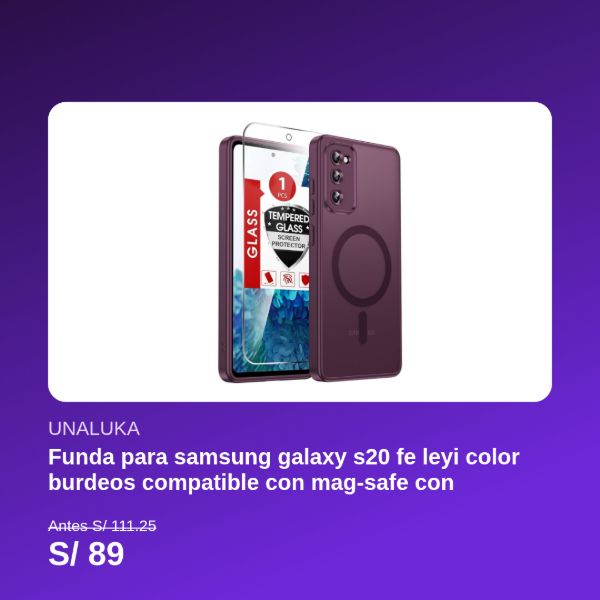 1
PCS
GLASS
TEMPERED
GLASS
SCREEN
PROTECTOR
UNALUKA
Funda para samsung galaxy s20 fe leyi color
burdeos compatible con mag-safe con
Antes S/ 111.25
S/ 89